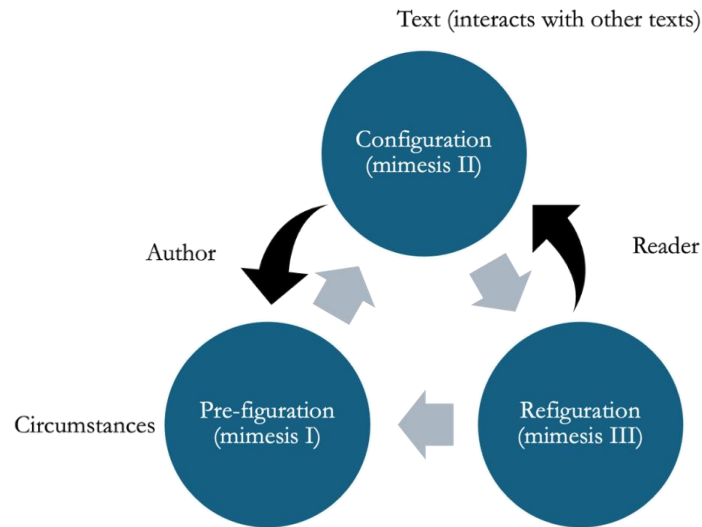 Text (interacts with other texts)
Configuration
(mimesis II)
Author
Reader
Circumstances
Pre-figuration
(mimesis I)
Refiguration
(mimesis III)